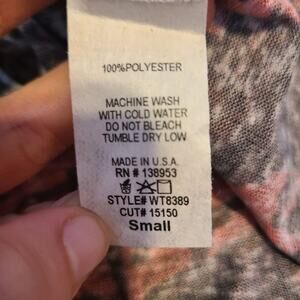 100%POLYESTER
MACHINE WASH
WITH COLD WATER
DO NOT BLEACH
TUMBLE DRY LOW
MADE IN U.S.A.
RN # 138953
STYLE# WT8389
CUT# 15150
Small